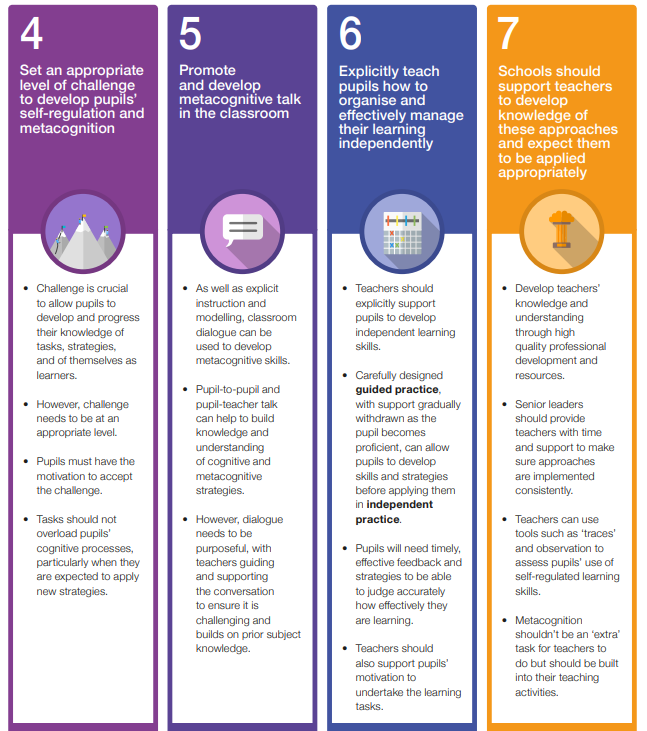 4
Set an appropriate
level of challenge
to develop pupils’
self-regulation and
metacognition
• Challenge is crucial
to allow pupils to
develop and progress
their knowledge of
tasks, strategies,
and of themselves as
learners.
• However, challenge
needs to be at an
appropriate level.
• Pupils must have the
motivation to accept
the challenge.
• Tasks should not
overload pupils’
cognitive processes,
particularly when they
are expected to apply
new strategies.
5
Promote
and develop
metacognitive talk
in the classroom
• As well as explicit
instruction and
modelling, classroom
dialogue can be
used to develop
metacognitive skills.
• Pupil-to-pupil and
pupil-teacher talk
can help to build
knowledge and
understanding
of cognitive and
metacognitive
strategies.
• However, dialogue
needs to be
purposeful, with
teachers guiding
and supporting
the conversation
to ensure it is
challenging and
builds on prior subject
knowledge.
6
Explicitly teach
pupils how to
organise and
effectively manage
their learning
independently
• Teachers should
explicitly support
pupils to develop
independent learning
skills.
• Carefully designed
guided practice,
with support gradually
withdrawn as the
pupil becomes
proficient, can allow
pupils to develop
skills and strategies
before applying them
in independent
practice.
• Pupils will need timely,
effective feedback and
strategies to be able
to judge accurately
how effectively they
are learning.
• Teachers should
also support pupils’
motivation to
undertake the learning
tasks.
7
Schools should
support teachers
to develop
knowledge of
these approaches
and expect them
to be applied
appropriately
• Develop teachers’
knowledge and
understanding
through high
quality professional
development and
resources.
• Senior leaders
should provide
teachers with time
and support to make
sure approaches
are implemented
consistently.
• Teachers can use
tools such as ‘traces’
and observation to
assess pupils’ use of
self-regulated learning
skills.
• Metacognition
shouldn’t be an ‘extra’
task for teachers to
do but should be built
into their teaching
activities.